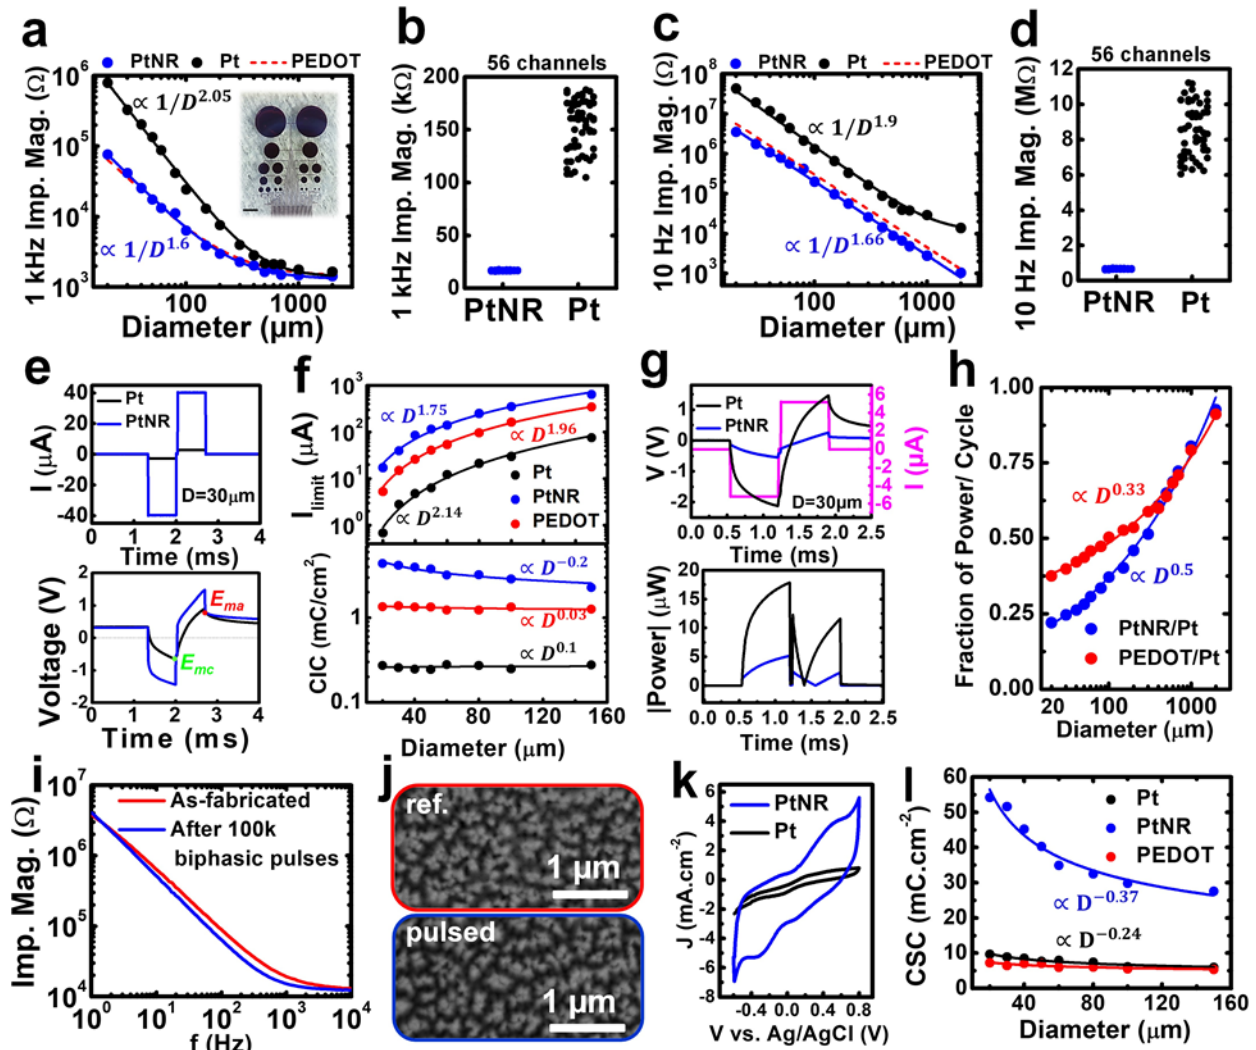 a
PtNR Pt PEDOT
1 kHz Imp. Mag. (Ω)
10^6
10^5
10^4
10^3
∝ 1/D^2.05
∝ 1/D^1.6
100 1000
Diameter (µm)
b
56 channels
1 kHz Imp. Mag. (kΩ)
200
150
100
50
0
PtNR Pt
c
PtNR Pt PEDOT
10 Hz Imp. Mag. (Ω)
10^8
10^7
10^6
10^5
10^4
10^3
∝ 1/D^1.9
∝ 1/D^1.66
100 1000
Diameter (µm)
d
56 channels
10 Hz Imp. Mag. (MΩ)
12
10
8
6
4
2
0
PtNR Pt
e
I (µA)
40
20
0
-20
-40
Pt
PtNR
D=30µm
0 1 2 3 4
Time (ms)
Voltage (V)
2
1
0
-1
-2
E_ma
E_mc
0 1 2 3 4
Time (ms)
f
I_limit (µA)
10^3
10^2
10^1
10^0
∝ D^1.75
∝ D^1.96
∝ D^2.14
Pt
PtNR
PEDOT
CIC (mC/cm^2)
1
0.1
∝ D^-0.2
∝ D^0.03
∝ D^0.1
20 40 60 80 100 120 140 160
Diameter (µm)
g
V (V)
1
0
-1
-2
Pt
PtNR
D=30µm
6
4
2
0
-2
-4
-6
I (µA)
0.0 0.5 1.0 1.5 2.0 2.5
Time (ms)
|Power| (µW)
20
15
10
5
0
0.0 0.5 1.0 1.5 2.0 2.5
Time (ms)
h
Fraction of Power/ Cycle
1.00
0.75
0.50
0.25
0.00
∝ D^0.33
∝ D^0.5
PtNR/Pt
PEDOT/Pt
20 100 1000
Diameter (µm)
i
Imp. Mag. (Ω)
10^7
10^6
10^5
10^4
As-fabricated
After 100k
biphasic pulses
10^0 10^1 10^2 10^3 10^4
f (Hz)
j
ref.
1 µm
pulsed
1 µm
k
J (mA.cm^-2)
6
4
2
0
-2
-4
-6
-8
PtNR
Pt
-0.4 0.0 0.4 0.8
V vs. Ag/AgCl (V)
l
CSC (mC.cm^-2)
60
50
40
30
20
10
0
Pt
PtNR
PEDOT
∝ D^-0.37
∝ D^-0.24
40 80 120 160
Diameter (µm)